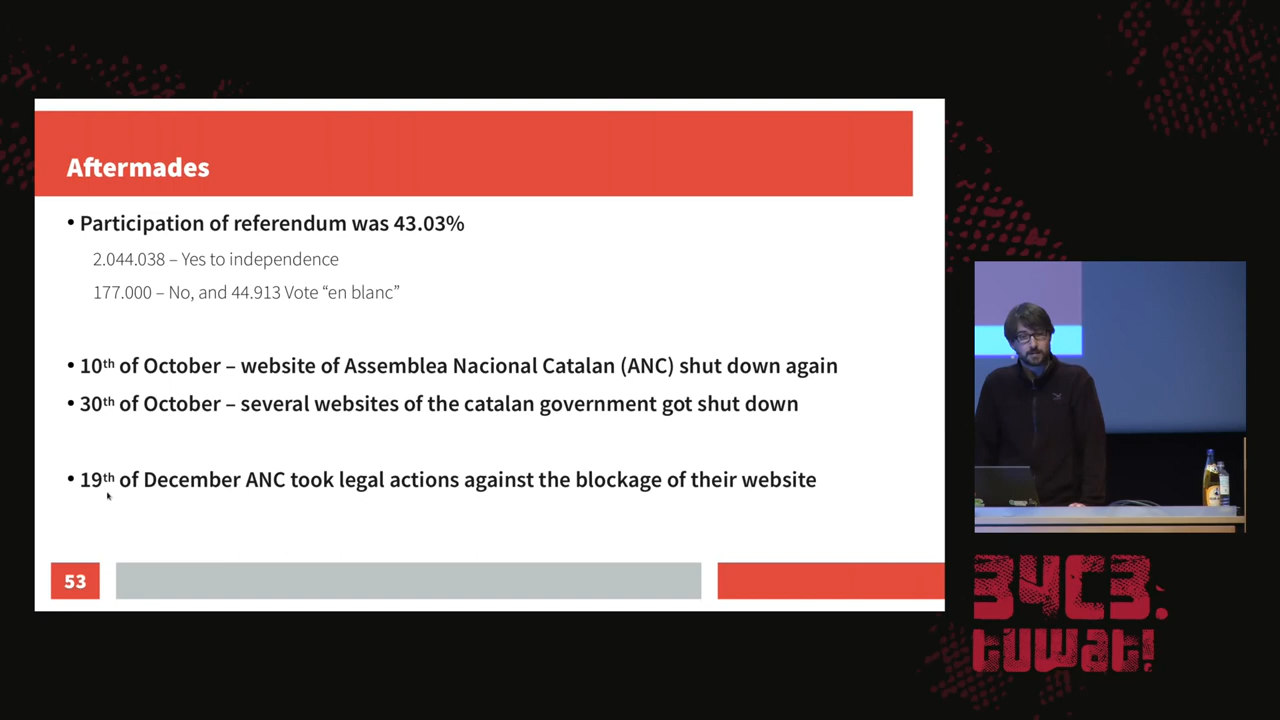 Aftermades
• Participation of referendum was 43.03%
2.044.038 – Yes to independence
177.000 – No, and 44.913 Vote “en blanc”
• 10th of October – website of Assemblea Nacional Catalan (ANC) shut down again
• 30th of October – several websites of the catalan government got shut down
• 19th of December ANC took legal actions against the blockage of their website
53
34C3.
tuwat!